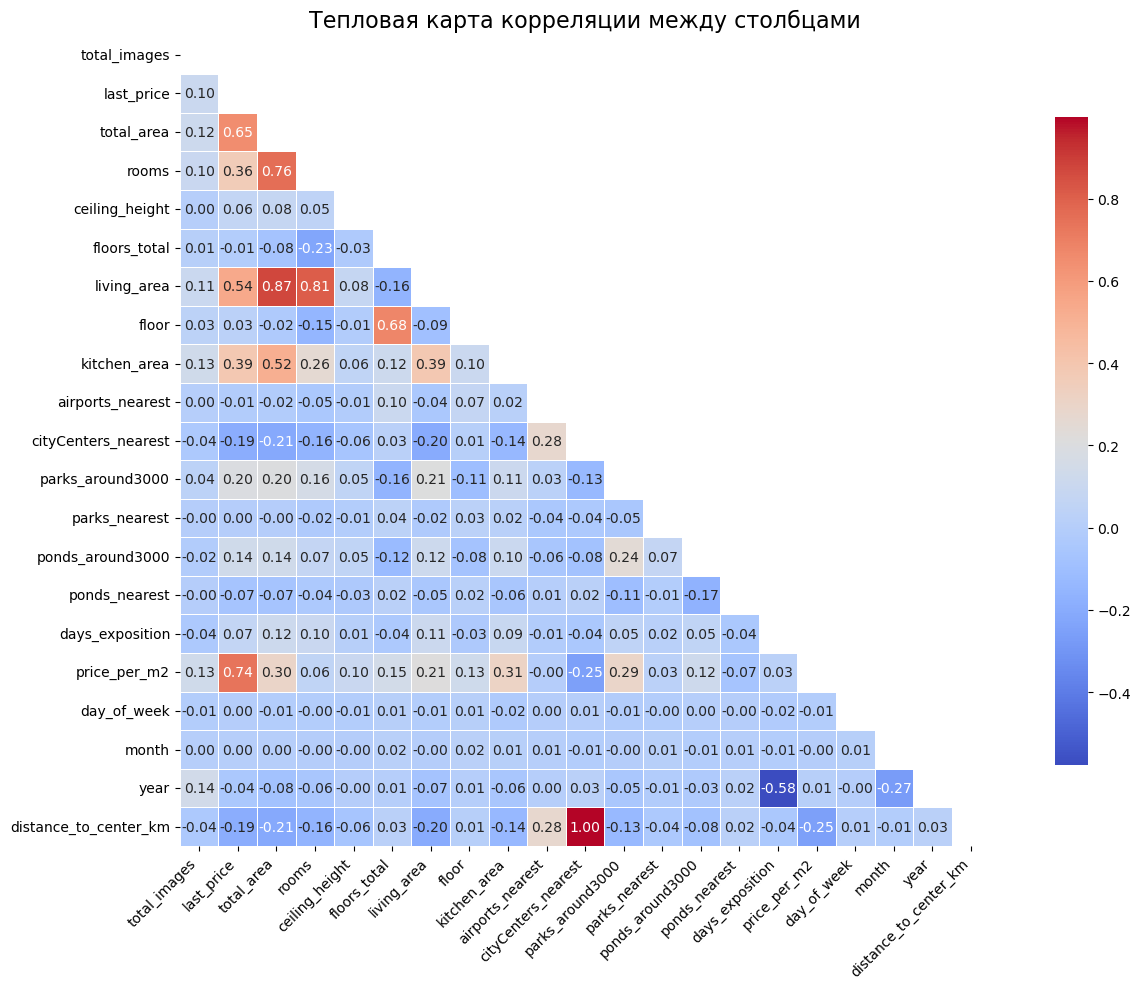 Тепловая карта корреляции между столбцами
total_images
last_price 0.10
total_area 0.12 0.65
rooms 0.10 0.36 0.76
ceiling_height 0.00 0.06 0.08 0.05
floors_total 0.01 -0.01 -0.08 -0.23 -0.03
living_area 0.11 0.54 0.87 0.81 0.08 -0.16
floor 0.03 0.03 -0.02 -0.15 -0.01 0.68 -0.09
kitchen_area 0.13 0.39 0.52 0.26 0.06 0.12 0.39 0.10
airports_nearest 0.00 -0.01 -0.02 -0.05 -0.01 0.10 -0.04 0.07 0.02
cityCenters_nearest -0.04 -0.19 -0.21 -0.16 -0.06 0.03 -0.20 0.01 -0.14 0.28
parks_around3000 0.04 0.20 0.20 0.16 0.05 -0.16 0.21 -0.11 0.11 0.03 -0.13
parks_nearest -0.00 0.00 -0.00 -0.02 -0.01 0.04 -0.02 0.03 0.02 -0.04 -0.04 -0.05
ponds_around3000 -0.02 0.14 0.14 0.07 0.05 -0.12 0.12 -0.08 0.10 -0.06 -0.08 0.24 0.07
ponds_nearest -0.00 -0.07 -0.07 -0.04 -0.03 0.02 -0.05 0.02 -0.06 0.01 0.02 -0.11 -0.01 -0.17
days_exposition -0.04 0.07 0.12 0.10 0.01 -0.04 0.11 -0.03 0.09 -0.01 -0.04 0.05 0.02 0.05 -0.04
price_per_m2 0.13 0.74 0.30 0.06 0.10 0.15 0.21 0.13 0.31 -0.00 -0.25 0.29 0.03 0.12 -0.07 0.03
day_of_week -0.01 0.00 -0.01 -0.00 -0.01 0.01 -0.01 0.01 -0.02 0.00 0.01 -0.01 -0.00 0.00 -0.00 -0.02 -0.01
month 0.00 0.00 0.00 -0.00 -0.00 0.02 -0.00 0.02 0.01 0.01 -0.01 -0.00 0.01 -0.01 0.01 -0.01 -0.00 0.01
year 0.14 -0.04 -0.08 -0.06 -0.00 0.01 -0.07 0.01 -0.06 0.00 0.03 -0.05 -0.01 -0.03 0.02 -0.58 0.01 -0.00 -0.27
distance_to_center_km -0.04 -0.19 -0.21 -0.16 -0.06 0.03 -0.20 0.01 -0.14 0.28 1.00 -0.13 -0.04 -0.08 0.02 -0.04 -0.25 0.01 -0.01 0.03
total_images
last_price
total_area
rooms
ceiling_height
floors_total
living_area
floor
kitchen_area
airports_nearest
cityCenters_nearest
parks_around3000
parks_nearest
ponds_around3000
ponds_nearest
days_exposition
price_per_m2
day_of_week
month
year
distance_to_center_km
0.8
0.6
0.4
0.2
0.0
−0.2
−0.4